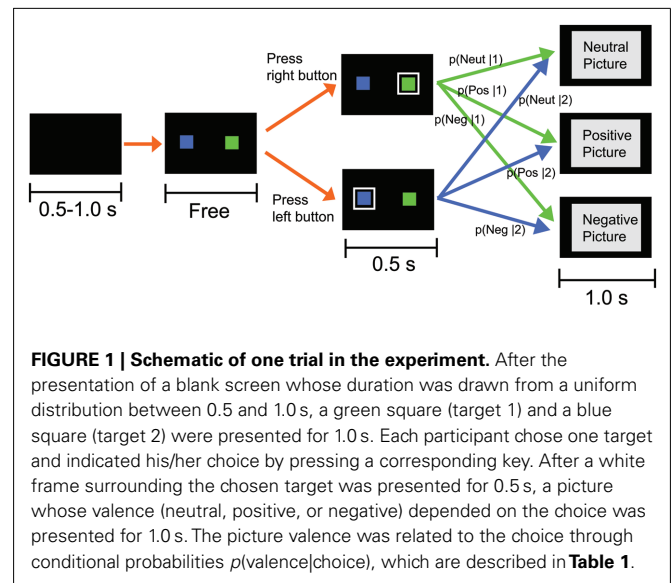 Press
right button
p(Neut |1)
p(Pos |1)
p(Neg |1)
p(Neut |2)
Neutral
Picture
0.5-1.0 s
Free
Press
left button
0.5 s
p(Pos |2)
p(Neg |2)
Positive
Picture
Negative
Picture
1.0 s
FIGURE 1 | Schematic of one trial in the experiment. After the
presentation of a blank screen whose duration was drawn from a uniform
distribution between 0.5 and 1.0 s, a green square (target 1) and a blue
square (target 2) were presented for 1.0 s. Each participant chose one target
and indicated his/her choice by pressing a corresponding key. After a white
frame surrounding the chosen target was presented for 0.5 s, a picture
whose valence (neutral, positive, or negative) depended on the choice was
presented for 1.0 s. The picture valence was related to the choice through
conditional probabilities p(valence|choice), which are described in Table 1.